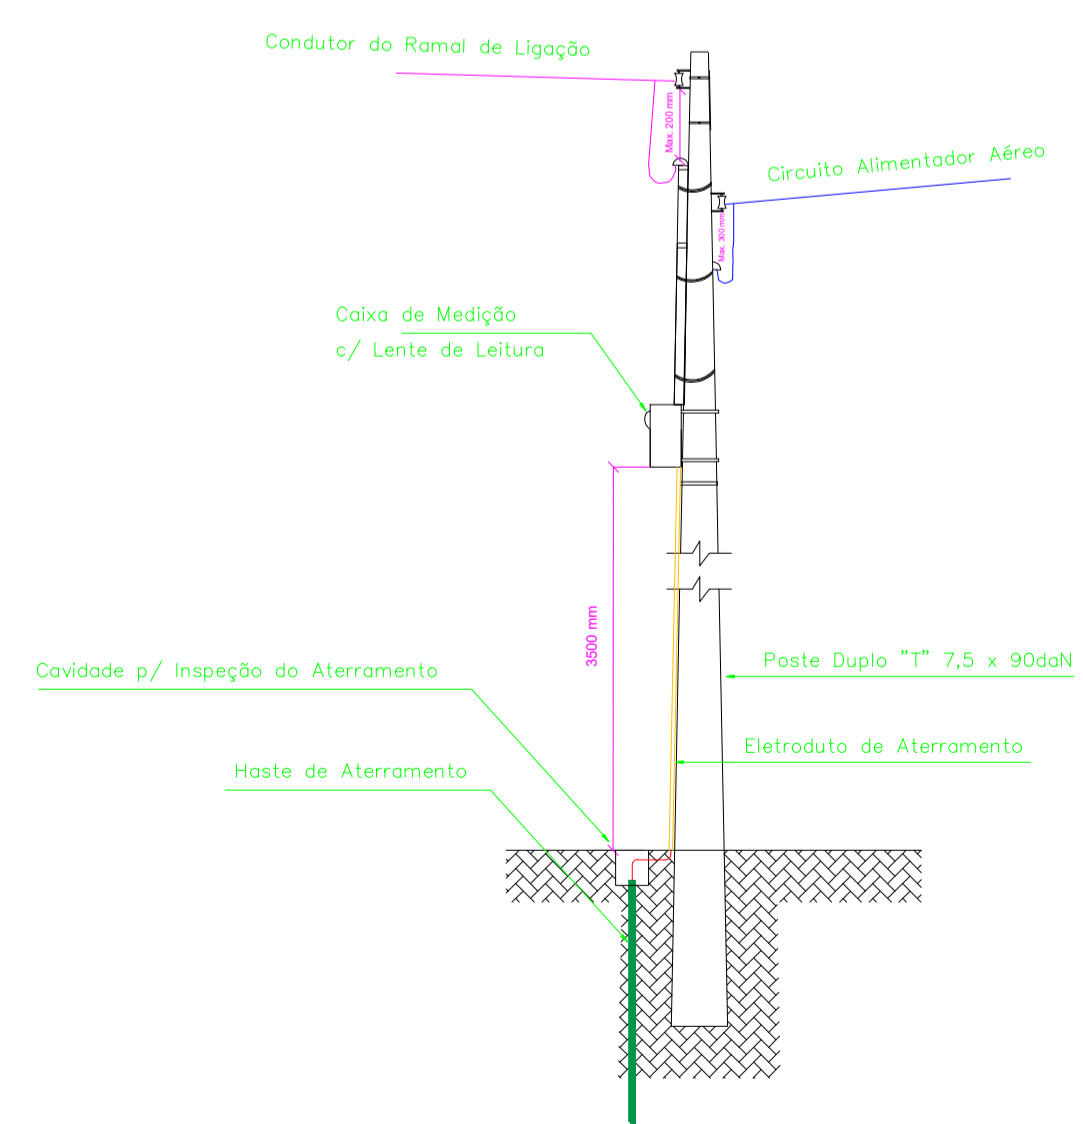 Condutor do Ramal de Ligação
Max. 200 mm
Circuito Alimentador Aéreo
Max. 300 mm
Caixa de Medição
c/ Lente de Leitura
3500 mm
Cavidade p/ Inspeção do Aterramento
Poste Duplo "T" 7,5 x 90daN
Eletroduto de Aterramento
Haste de Aterramento